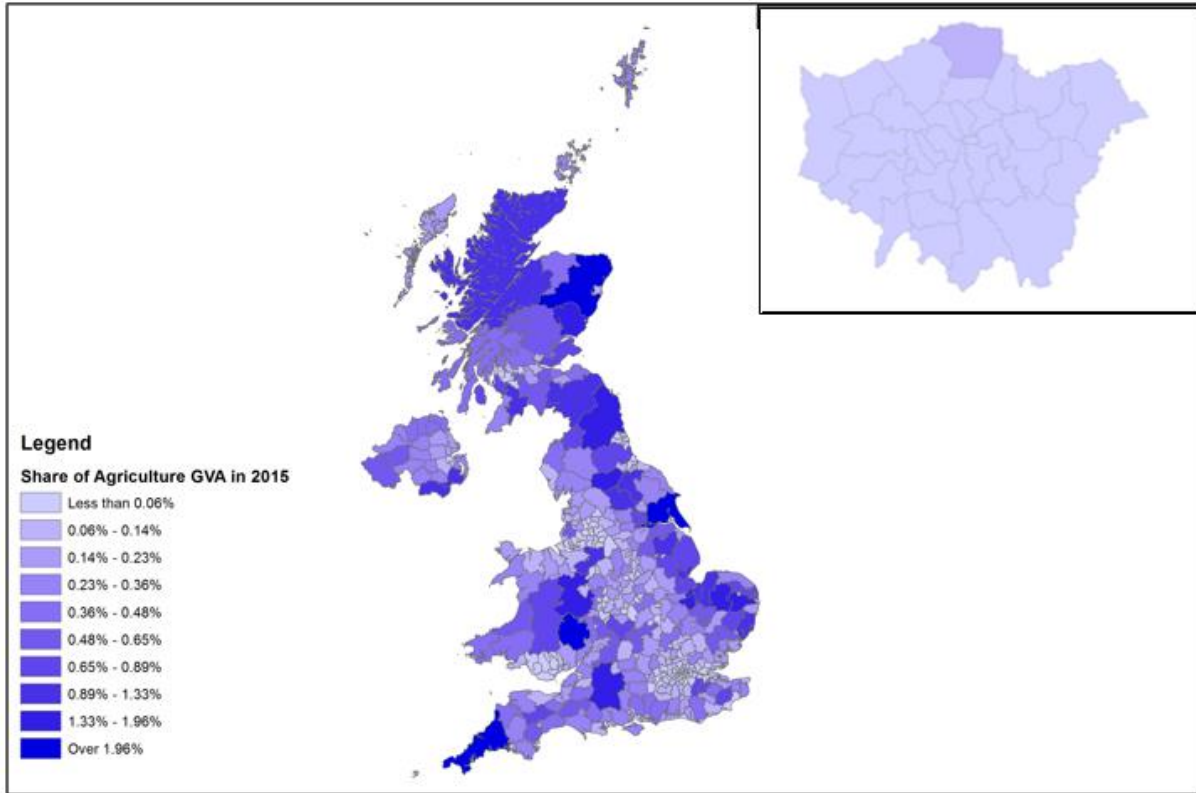 Legend
Share of Agriculture GVA in 2015
Less than 0.06%
0.06% - 0.14%
0.14% - 0.23%
0.23% - 0.36%
0.36% - 0.48%
0.48% - 0.65%
0.65% - 0.89%
0.89% - 1.33%
1.33% - 1.96%
Over 1.96%